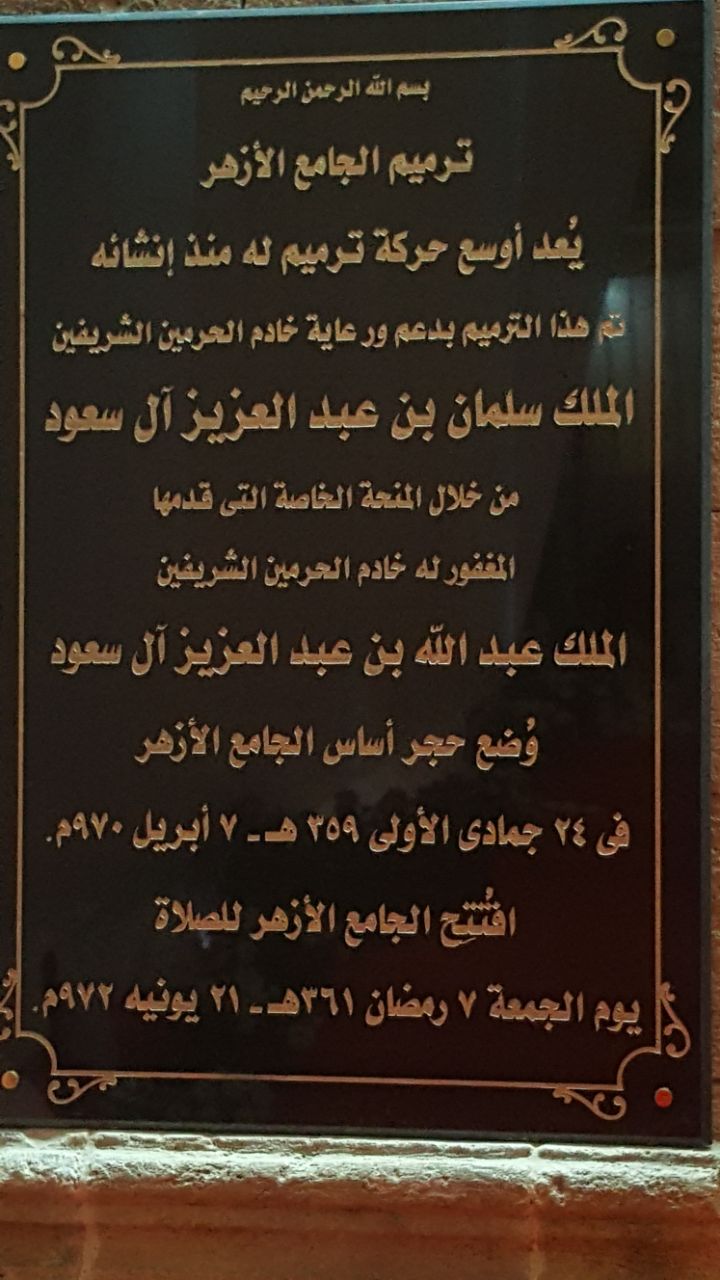 بسم الله الرحمن الرحيم
ترميم الجامع الأزهر
يُعد أوسع حركة ترميم له منذ إنشائه
تم هذا الترميم بدعم ورعاية خادم الحرمين الشريفين
الملك سلمان بن عبد العزيز آل سعود
من خلال المنحة الخاصة التى قدمها
المغفور له خادم الحرمين الشريفين
الملك عبد الله بن عبد العزيز آل سعود
وُضع حجر أساس الجامع الأزهر
فى ٢٤ جمادى الأولى ٣٥٩ هـ - ٧ أبريل ٩٧٠م.
افتُتِح الجامع الأزهر للصلاة
يوم الجمعة ٧ رمضان ٣٦١هـ - ٢١ يونيه ٩٧٢م.